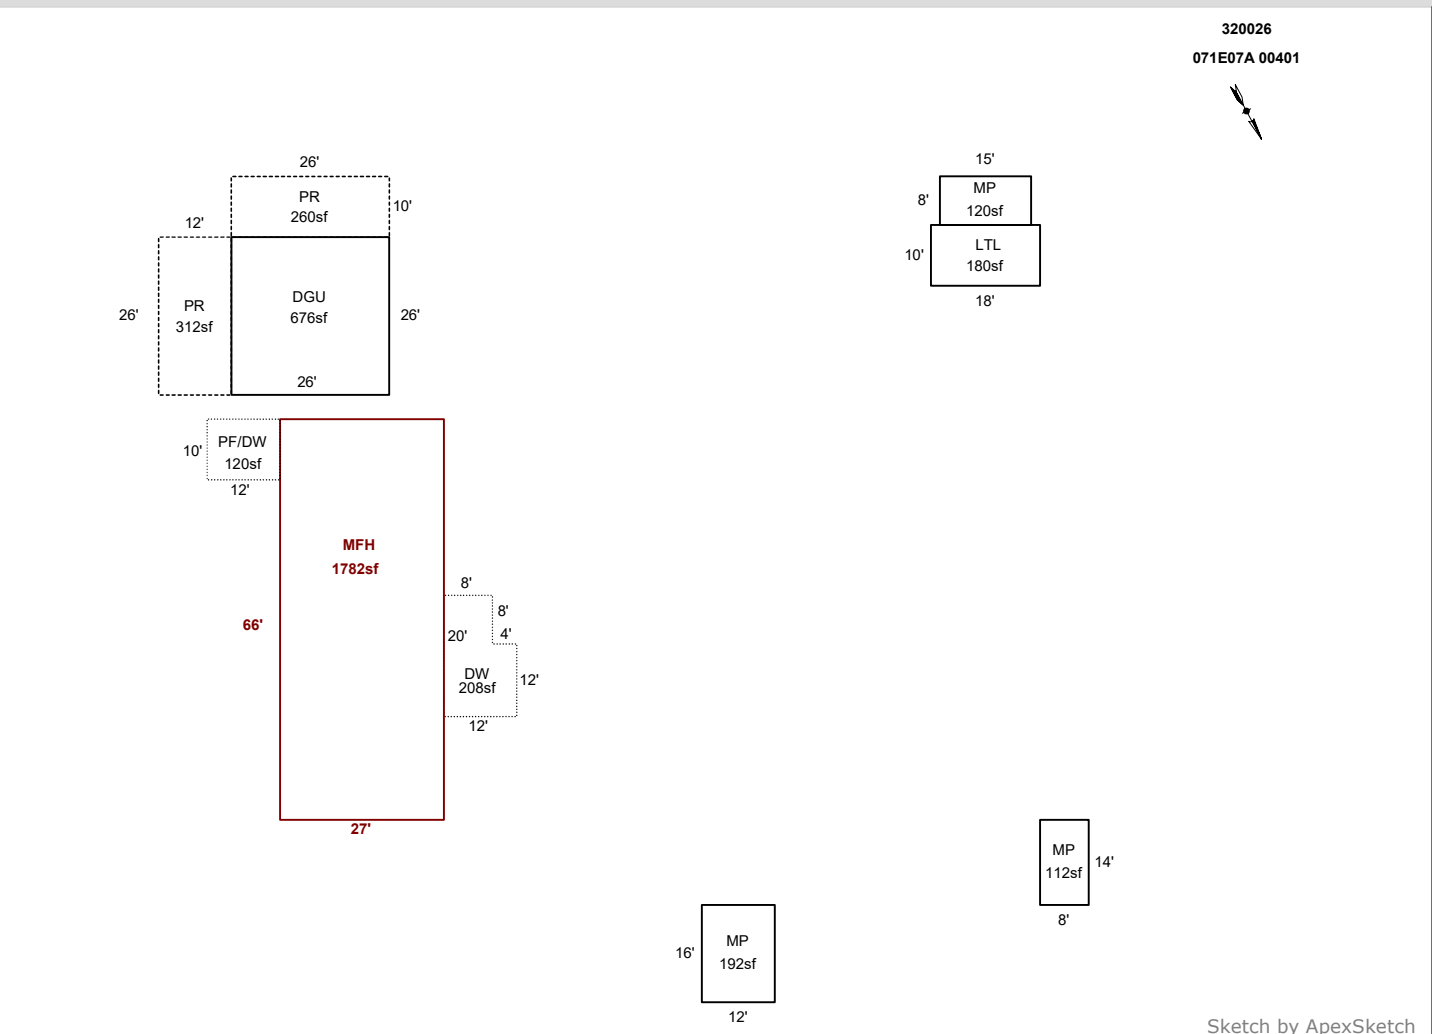 320026
071E07A 00401
26'
PR
260sf
10'
12'
26'
PR
312sf
DGU
676sf
26'
26'
15'
8'
MP
120sf
10'
LTL
180sf
18'
10'
PF/DW
120sf
12'
MFH
1782sf
66'
27'
8'
8'
20'
4'
DW
208sf
12'
12'
MP
112sf
14'
8'
16'
MP
192sf
12'
Sketch by ApexSketch